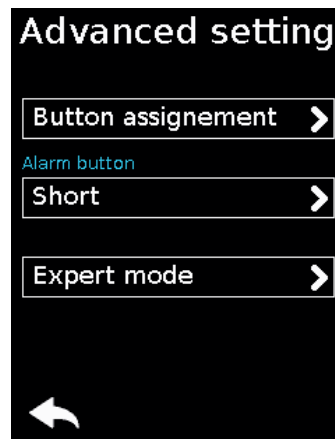 Advanced setting
Button assignement
Alarm button
Short
Expert mode